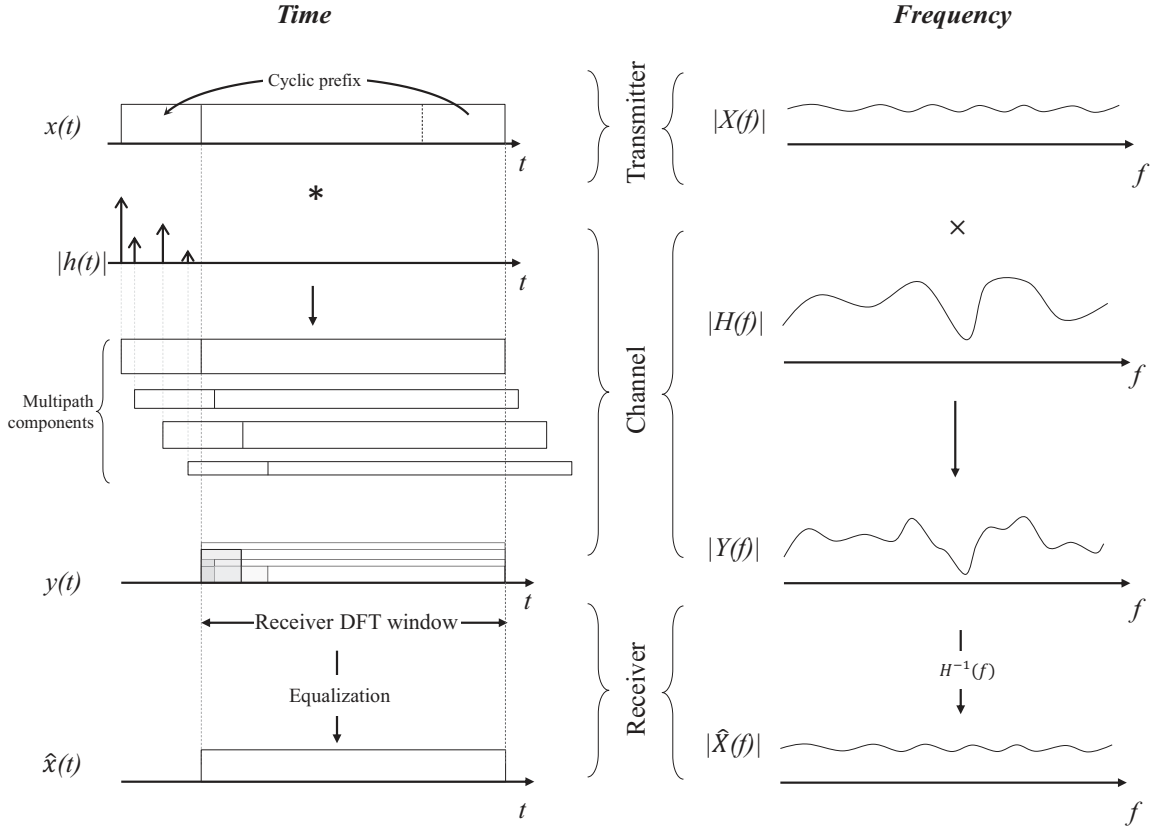 Time
Frequency
Cyclic prefix
x(t)
t
Transmitter
|X(f)|
f
*
×
|h(t)|
t
|H(f)|
f
Multipath
components
Channel
y(t)
t
|Y(f)|
f
Receiver DFT window
Equalization
Receiver
H⁻¹(f)
x̂(t)
t
|X̂(f)|
f